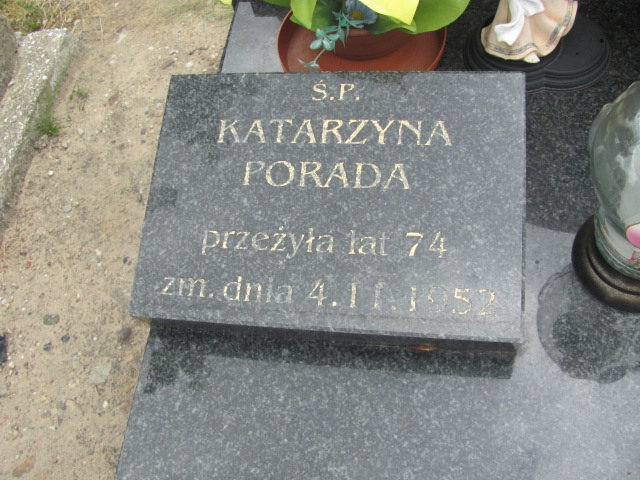 Ś.P.
KATARZYNA
PORADA
przeżyła lat 74
zm. dnia 4.11.1952